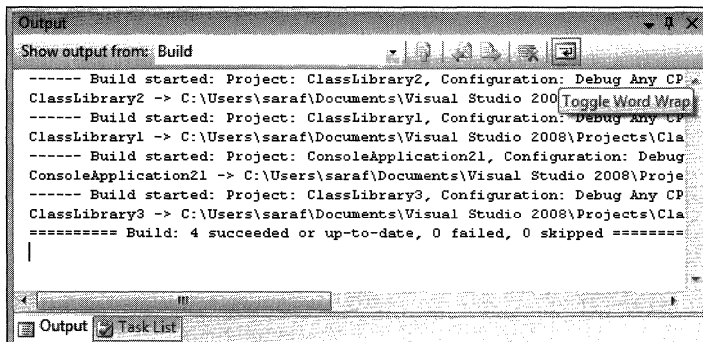 Output
Show output from: Build
------ Build started: Project: ClassLibrary2, Configuration: Debug Any CP
ClassLibrary2 -> C:\Users\saraf\Documents\Visual Studio 200
Toggle Word Wrap
------ Build started: Project: ClassLibrary1, Configuration: Debug Any CP
ClassLibrary1 -> C:\Users\saraf\Documents\Visual Studio 2008\Projects\Cla
------ Build started: Project: ConsoleApplication21, Configuration: Debug
ConsoleApplication21 -> C:\Users\saraf\Documents\Visual Studio 2008\Proje
------ Build started: Project: ClassLibrary3, Configuration: Debug Any CP
ClassLibrary3 -> C:\Users\saraf\Documents\Visual Studio 2008\Projects\Cla
========== Build: 4 succeeded or up-to-date, 0 failed, 0 skipped ========
Output Task List